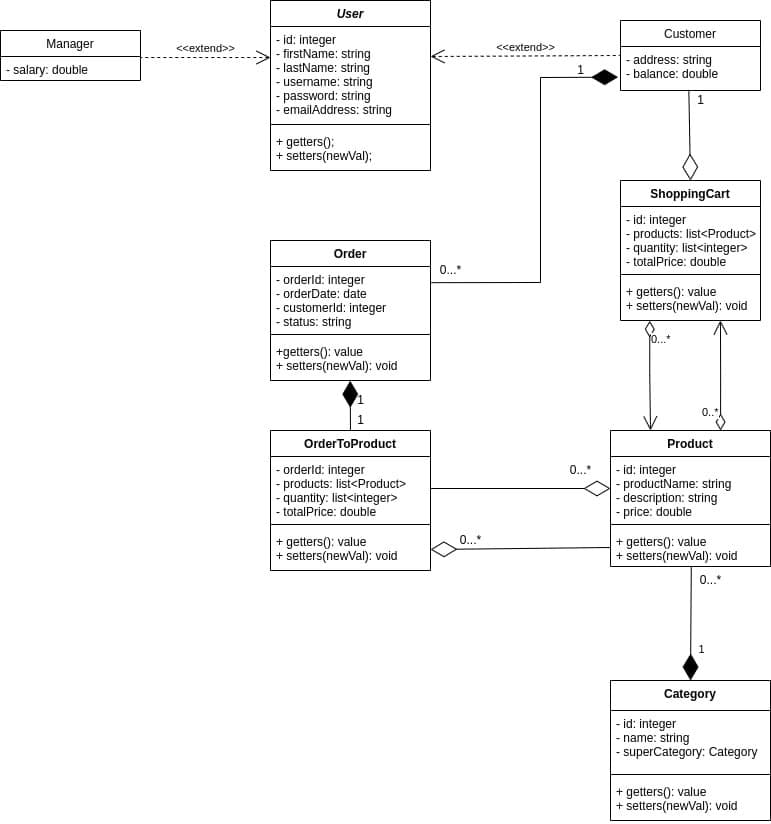 User
- id: integer
- firstName: string
- lastName: string
- username: string
- password: string
- emailAddress: string
+ getters();
+ setters(newVal);
Manager
- salary: double
<<extend>>
<<extend>>
Customer
- address: string
- balance: double
1
1
ShoppingCart
- id: integer
- products: list<Product>
- quantity: list<integer>
- totalPrice: double
+ getters(): value
+ setters(newVal): void
Order
- orderId: integer
- orderDate: date
- customerId: integer
- status: string
+getters(): value
+ setters(newVal): void
0...*
0...*
0..*
1
1
OrderToProduct
- orderId: integer
- products: list<Product>
- quantity: list<integer>
- totalPrice: double
+ getters(): value
+ setters(newVal): void
0...*
0...*
Product
- id: integer
- productName: string
- description: string
- price: double
+ getters(): value
+ setters(newVal): void
0...*
1
Category
- id: integer
- name: string
- superCategory: Category
+ getters(): value
+ setters(newVal): void